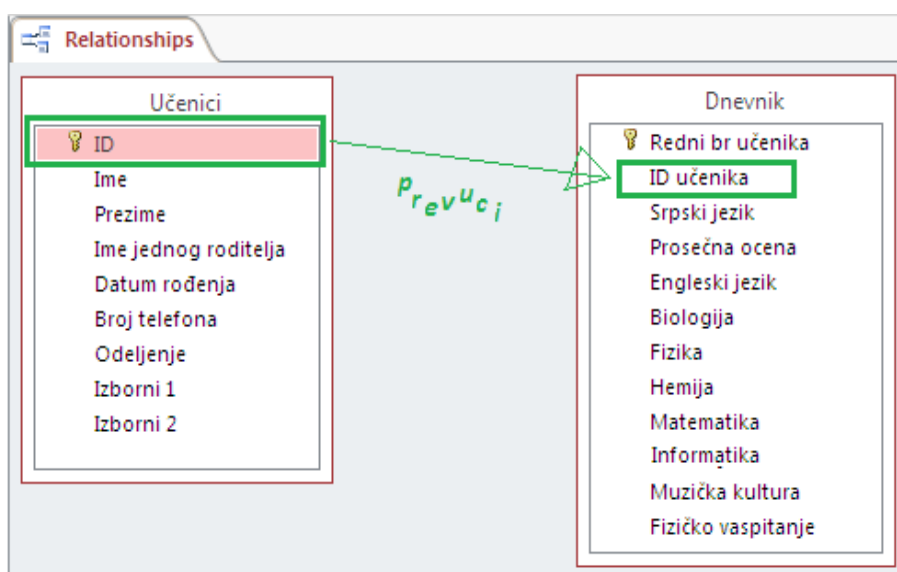 Relationships
Učenici
ID
Ime
Prezime
Ime jednog roditelja
Datum rođenja
Broj telefona
Odeljenje
Izborni 1
Izborni 2
prevuci
Dnevnik
Redni br učenika
ID učenika
Srpski jezik
Prosečna ocena
Engleski jezik
Biologija
Fizika
Hemija
Matematika
Informatika
Muzička kultura
Fizičko vaspitanje